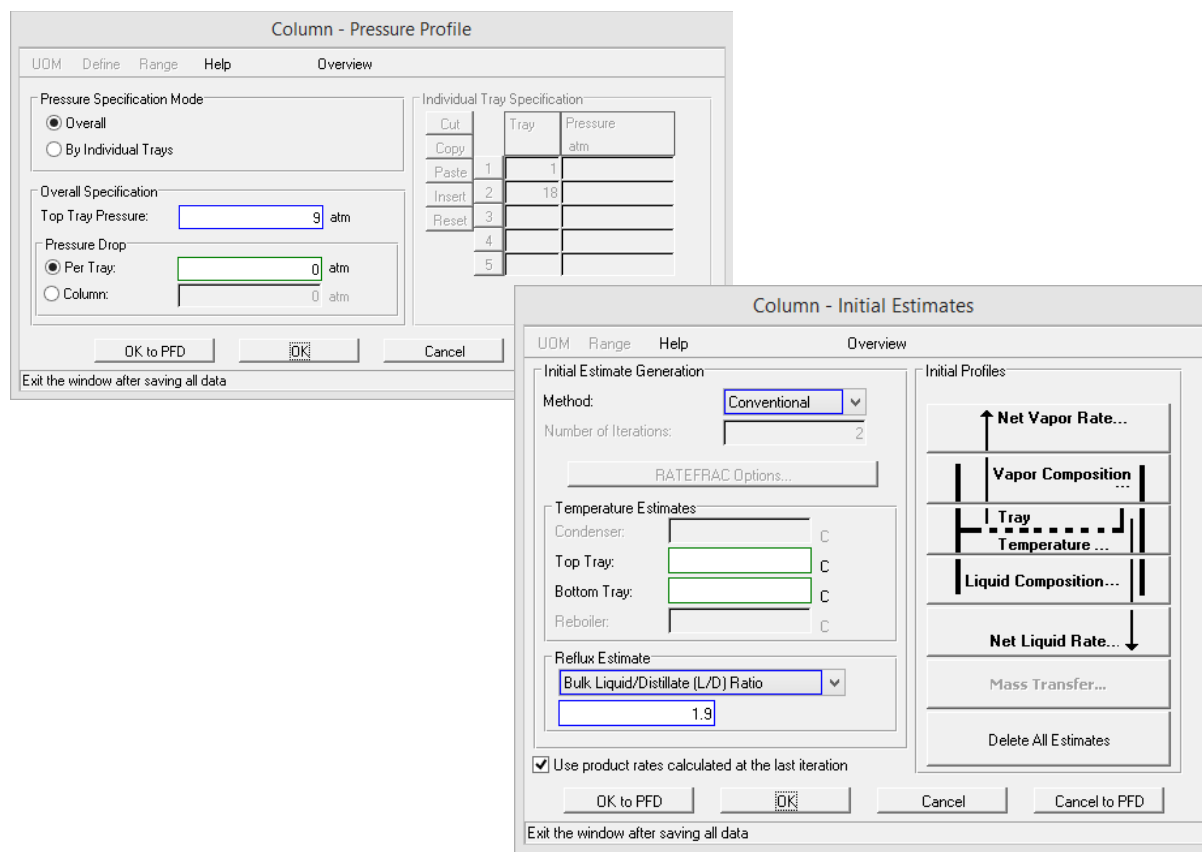 Column - Pressure Profile
UOM Define Range Help Overview
Pressure Specification Mode
Overall
By Individual Trays
Overall Specification
Top Tray Pressure: 9 atm
Pressure Drop
Per Tray: 0 atm
Column: 0 atm
Individual Tray Specification
Cut
Copy
Paste
Insert
Reset
Tray Pressure
atm
1 1
2 18
3
4
5
OK to PFD OK Cancel
Exit the window after saving all data
Column - Initial Estimates
UOM Range Help Overview
Initial Estimate Generation
Method: Conventional
Number of Iterations: 2
RATEFRAC Options...
Temperature Estimates
Condenser: C
Top Tray: C
Bottom Tray: C
Reboiler: C
Reflux Estimate
Bulk Liquid/Distillate (L/D) Ratio
1.9
Initial Profiles
Net Vapor Rate...
Vapor Composition
...
Tray
Temperature ...
Liquid Composition...
Net Liquid Rate...
Mass Transfer...
Delete All Estimates
Use product rates calculated at the last iteration
OK to PFD OK Cancel Cancel to PFD
Exit the window after saving all data